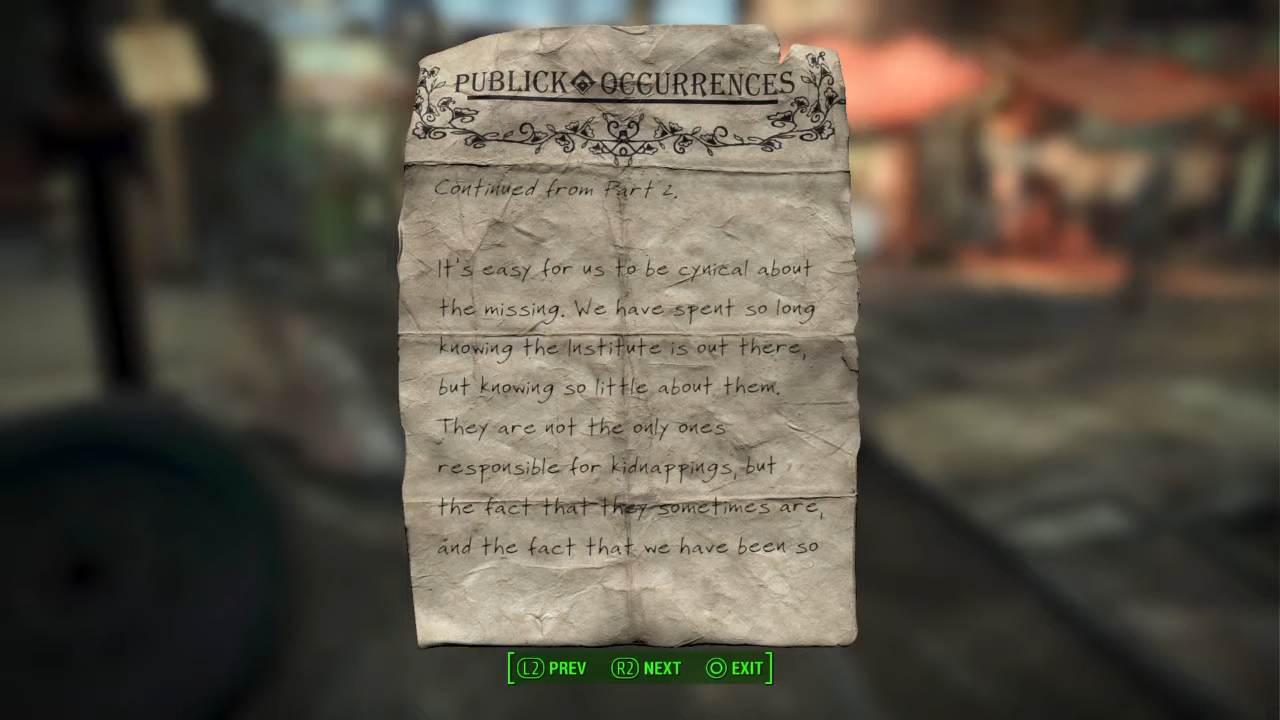 PUBLICK OCCURRENCES
Continued from Part 2.
It's easy for us to be cynical about
the missing. We have spent so long
knowing the Institute is out there,
but knowing so little about them.
They are not the only ones
responsible for kidnappings, but
the fact that they sometimes are,
and the fact that we have been so
L2 PREV R2 NEXT EXIT